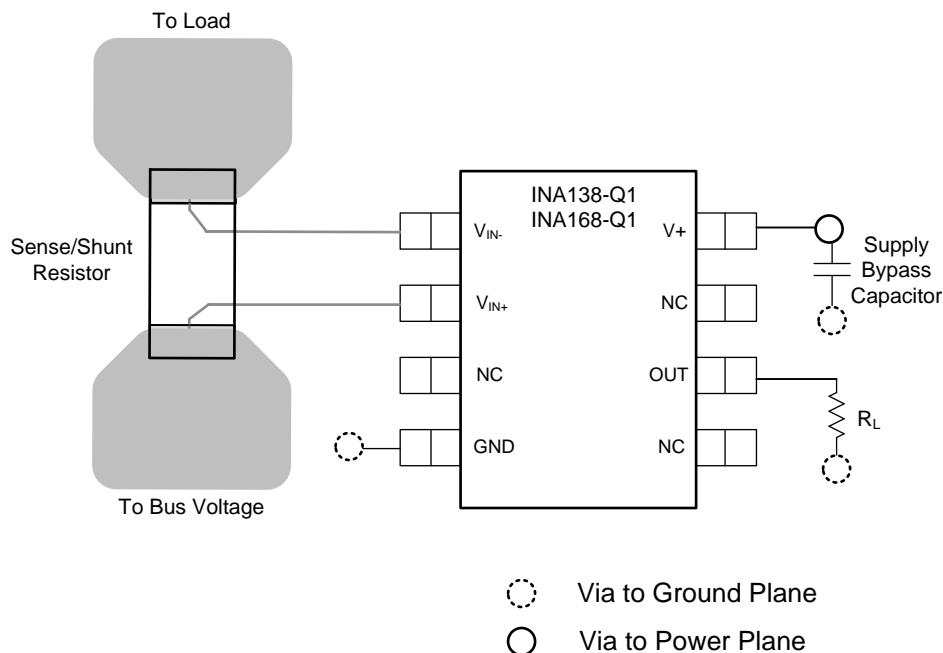 To Load
INA138-Q1
INA168-Q1
Sense/Shunt
Resistor
VIN-
V+
Supply
Bypass
Capacitor
VIN+
NC
NC
OUT
RL
GND
NC
To Bus Voltage
Via to Ground Plane
Via to Power Plane